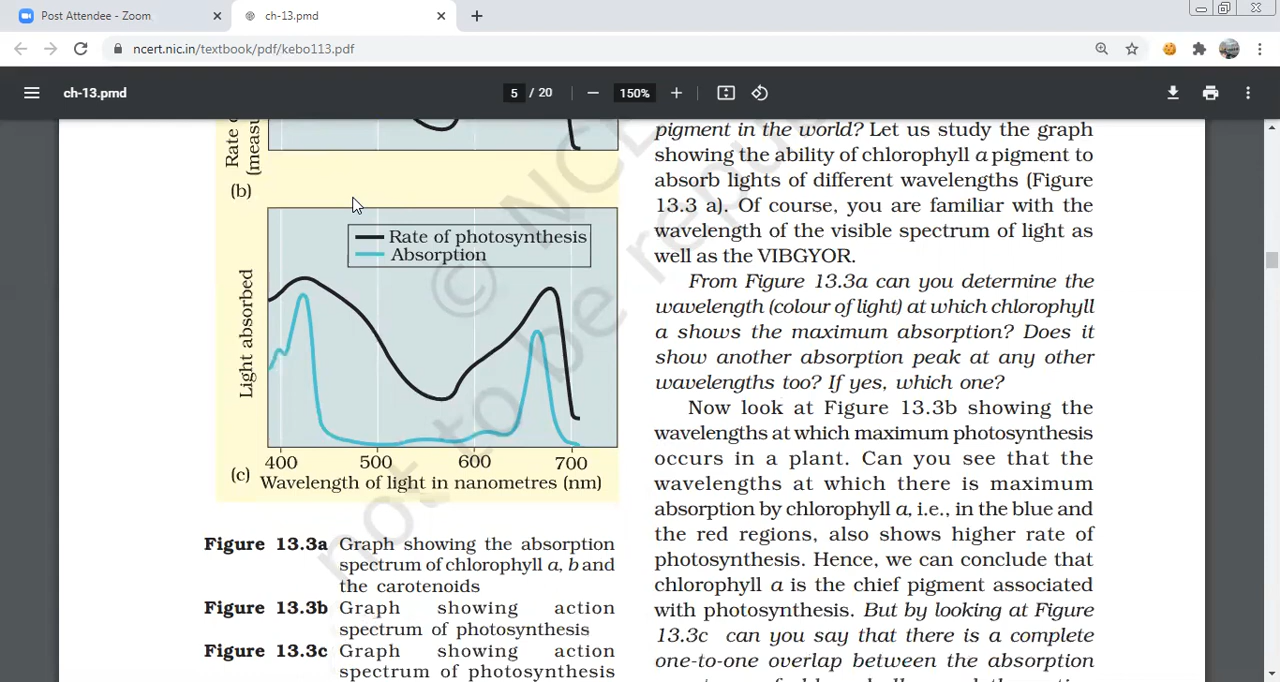 Post Attendee - Zoom
ch-13.pmd
ncert.nic.in/textbook/pdf/kebo113.pdf
ch-13.pmd
5 / 20
150%
Rate
(meas
(b)
Rate of photosynthesis
Absorption
Light absorbed
400 500 600 700
(c) Wavelength of light in nanometres (nm)
Figure 13.3a Graph showing the absorption
spectrum of chlorophyll a, b and
the carotenoids
Figure 13.3b Graph showing action
spectrum of photosynthesis
Figure 13.3c Graph showing action
spectrum of photosynthesis
pigment in the world? Let us study the graph
showing the ability of chlorophyll a pigment to
absorb lights of different wavelengths (Figure
13.3 a). Of course, you are familiar with the
wavelength of the visible spectrum of light as
well as the VIBGYOR.
From Figure 13.3a can you determine the
wavelength (colour of light) at which chlorophyll
a shows the maximum absorption? Does it
show another absorption peak at any other
wavelengths too? If yes, which one?
Now look at Figure 13.3b showing the
wavelengths at which maximum photosynthesis
occurs in a plant. Can you see that the
wavelengths at which there is maximum
absorption by chlorophyll a, i.e., in the blue and
the red regions, also shows higher rate of
photosynthesis. Hence, we can conclude that
chlorophyll a is the chief pigment associated
with photosynthesis. But by looking at Figure
13.3c can you say that there is a complete
one-to-one overlap between the absorption
© NCE
not to be repu